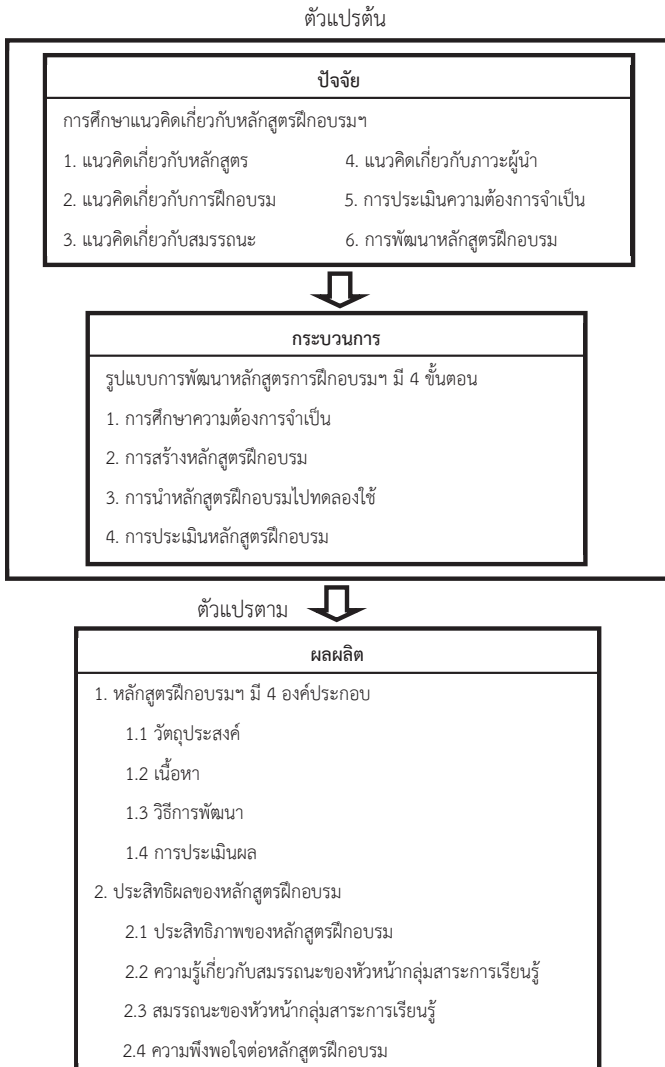 ตัวแปรต้น
ปัจจัย
การศึกษาแนวคิดเกี่ยวกับหลักสูตรฝึกอบรมฯ
1. แนวคิดเกี่ยวกับหลักสูตร 4. แนวคิดเกี่ยวกับภาวะผู้นำ
2. แนวคิดเกี่ยวกับการฝึกอบรม 5. การประเมินความต้องการจำเป็น
3. แนวคิดเกี่ยวกับสมรรถนะ 6. การพัฒนาหลักสูตรฝึกอบรม
กระบวนการ
รูปแบบการพัฒนาหลักสูตรการฝึกอบรมฯ มี 4 ขั้นตอน
1. การศึกษาความต้องการจำเป็น
2. การสร้างหลักสูตรฝึกอบรม
3. การนำหลักสูตรฝึกอบรมไปทดลองใช้
4. การประเมินหลักสูตรฝึกอบรม
ตัวแปรตาม
ผลผลิต
1. หลักสูตรฝึกอบรมฯ มี 4 องค์ประกอบ
1.1 วัตถุประสงค์
1.2 เนื้อหา
1.3 วิธีการพัฒนา
1.4 การประเมินผล
2. ประสิทธิผลของหลักสูตรฝึกอบรม
2.1 ประสิทธิภาพของหลักสูตรฝึกอบรม
2.2 ความรู้เกี่ยวกับสมรรถนะของหัวหน้ากลุ่มสาระการเรียนรู้
2.3 สมรรถนะของหัวหน้ากลุ่มสาระการเรียนรู้
2.4 ความพึงพอใจต่อหลักสูตรฝึกอบรม